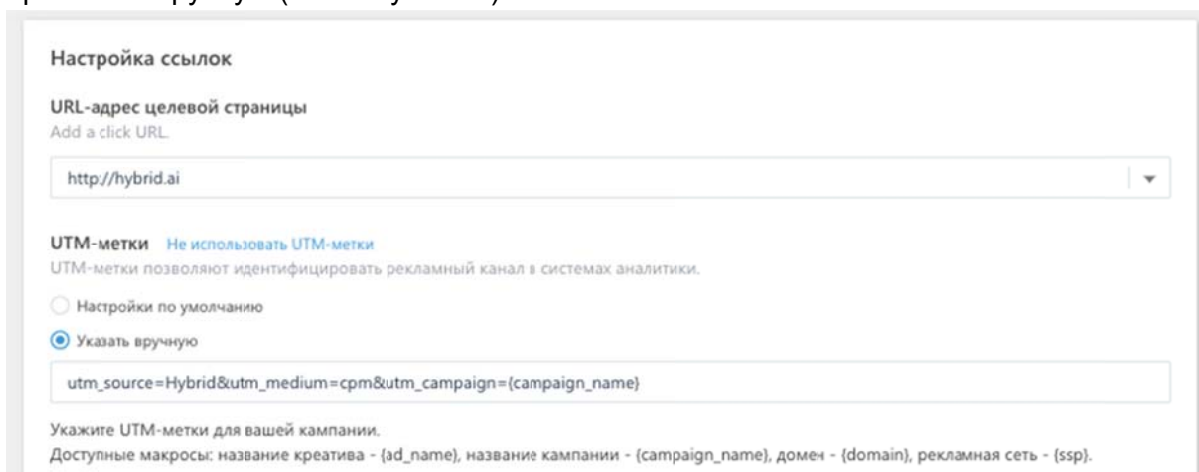 Настройка ссылок
URL-адрес целевой страницы
Add a click URL.
http://hybrid.ai
UTM-метки Не использовать UTM-метки
UTM-метки позволяют идентифицировать рекламный канал в системах аналитики.
Настройки по умолчанию
Указать вручную
utm_source=Hybrid&utm_medium=cpm&utm_campaign={campaign_name}
Укажите UTM-метки для вашей кампании.
Доступные макросы: название креатива - {ad_name}, название кампании - {campaign_name}, домен - {domain}, рекламная сеть - {ssp}.